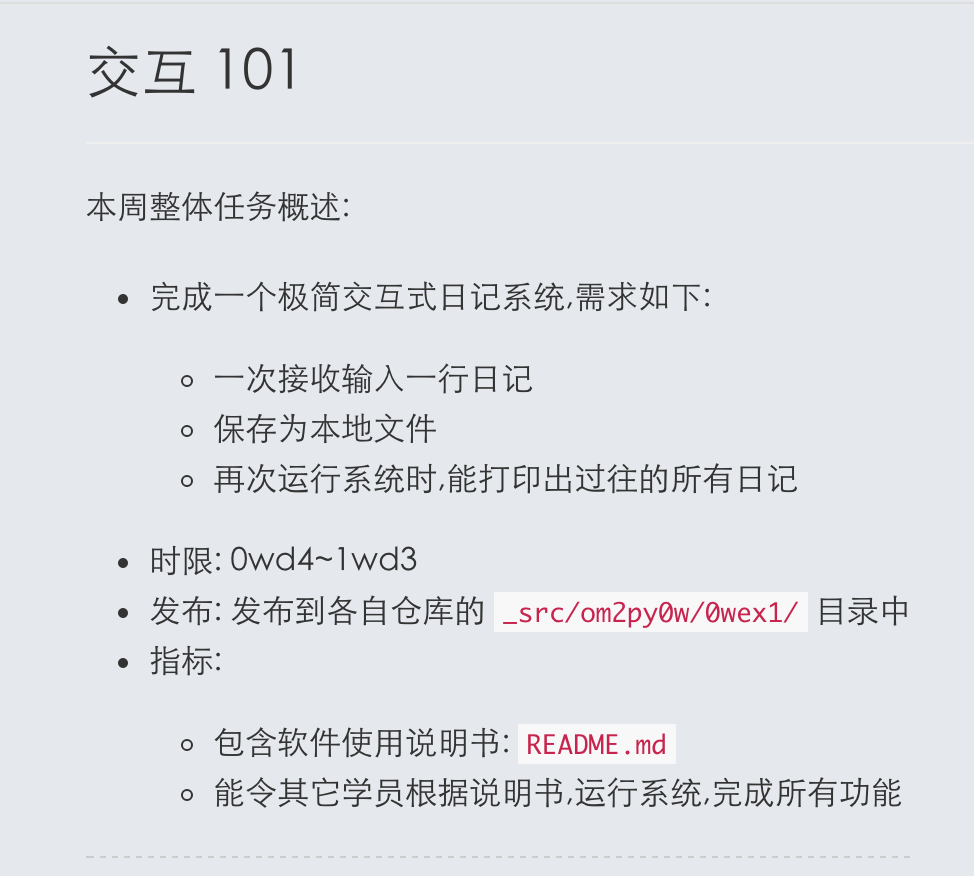 交互 101
本周整体任务概述:
完成一个极简交互式日记系统,需求如下:
一次接收输入一行日记
保存为本地文件
再次运行系统时,能打印出过往的所有日记
时限: 0wd4~1wd3
发布: 发布到各自仓库的 _src/om2py0w/0wex1/ 目录中
指标:
包含软件使用说明书: README.md
能令其它学员根据说明书,运行系统,完成所有功能